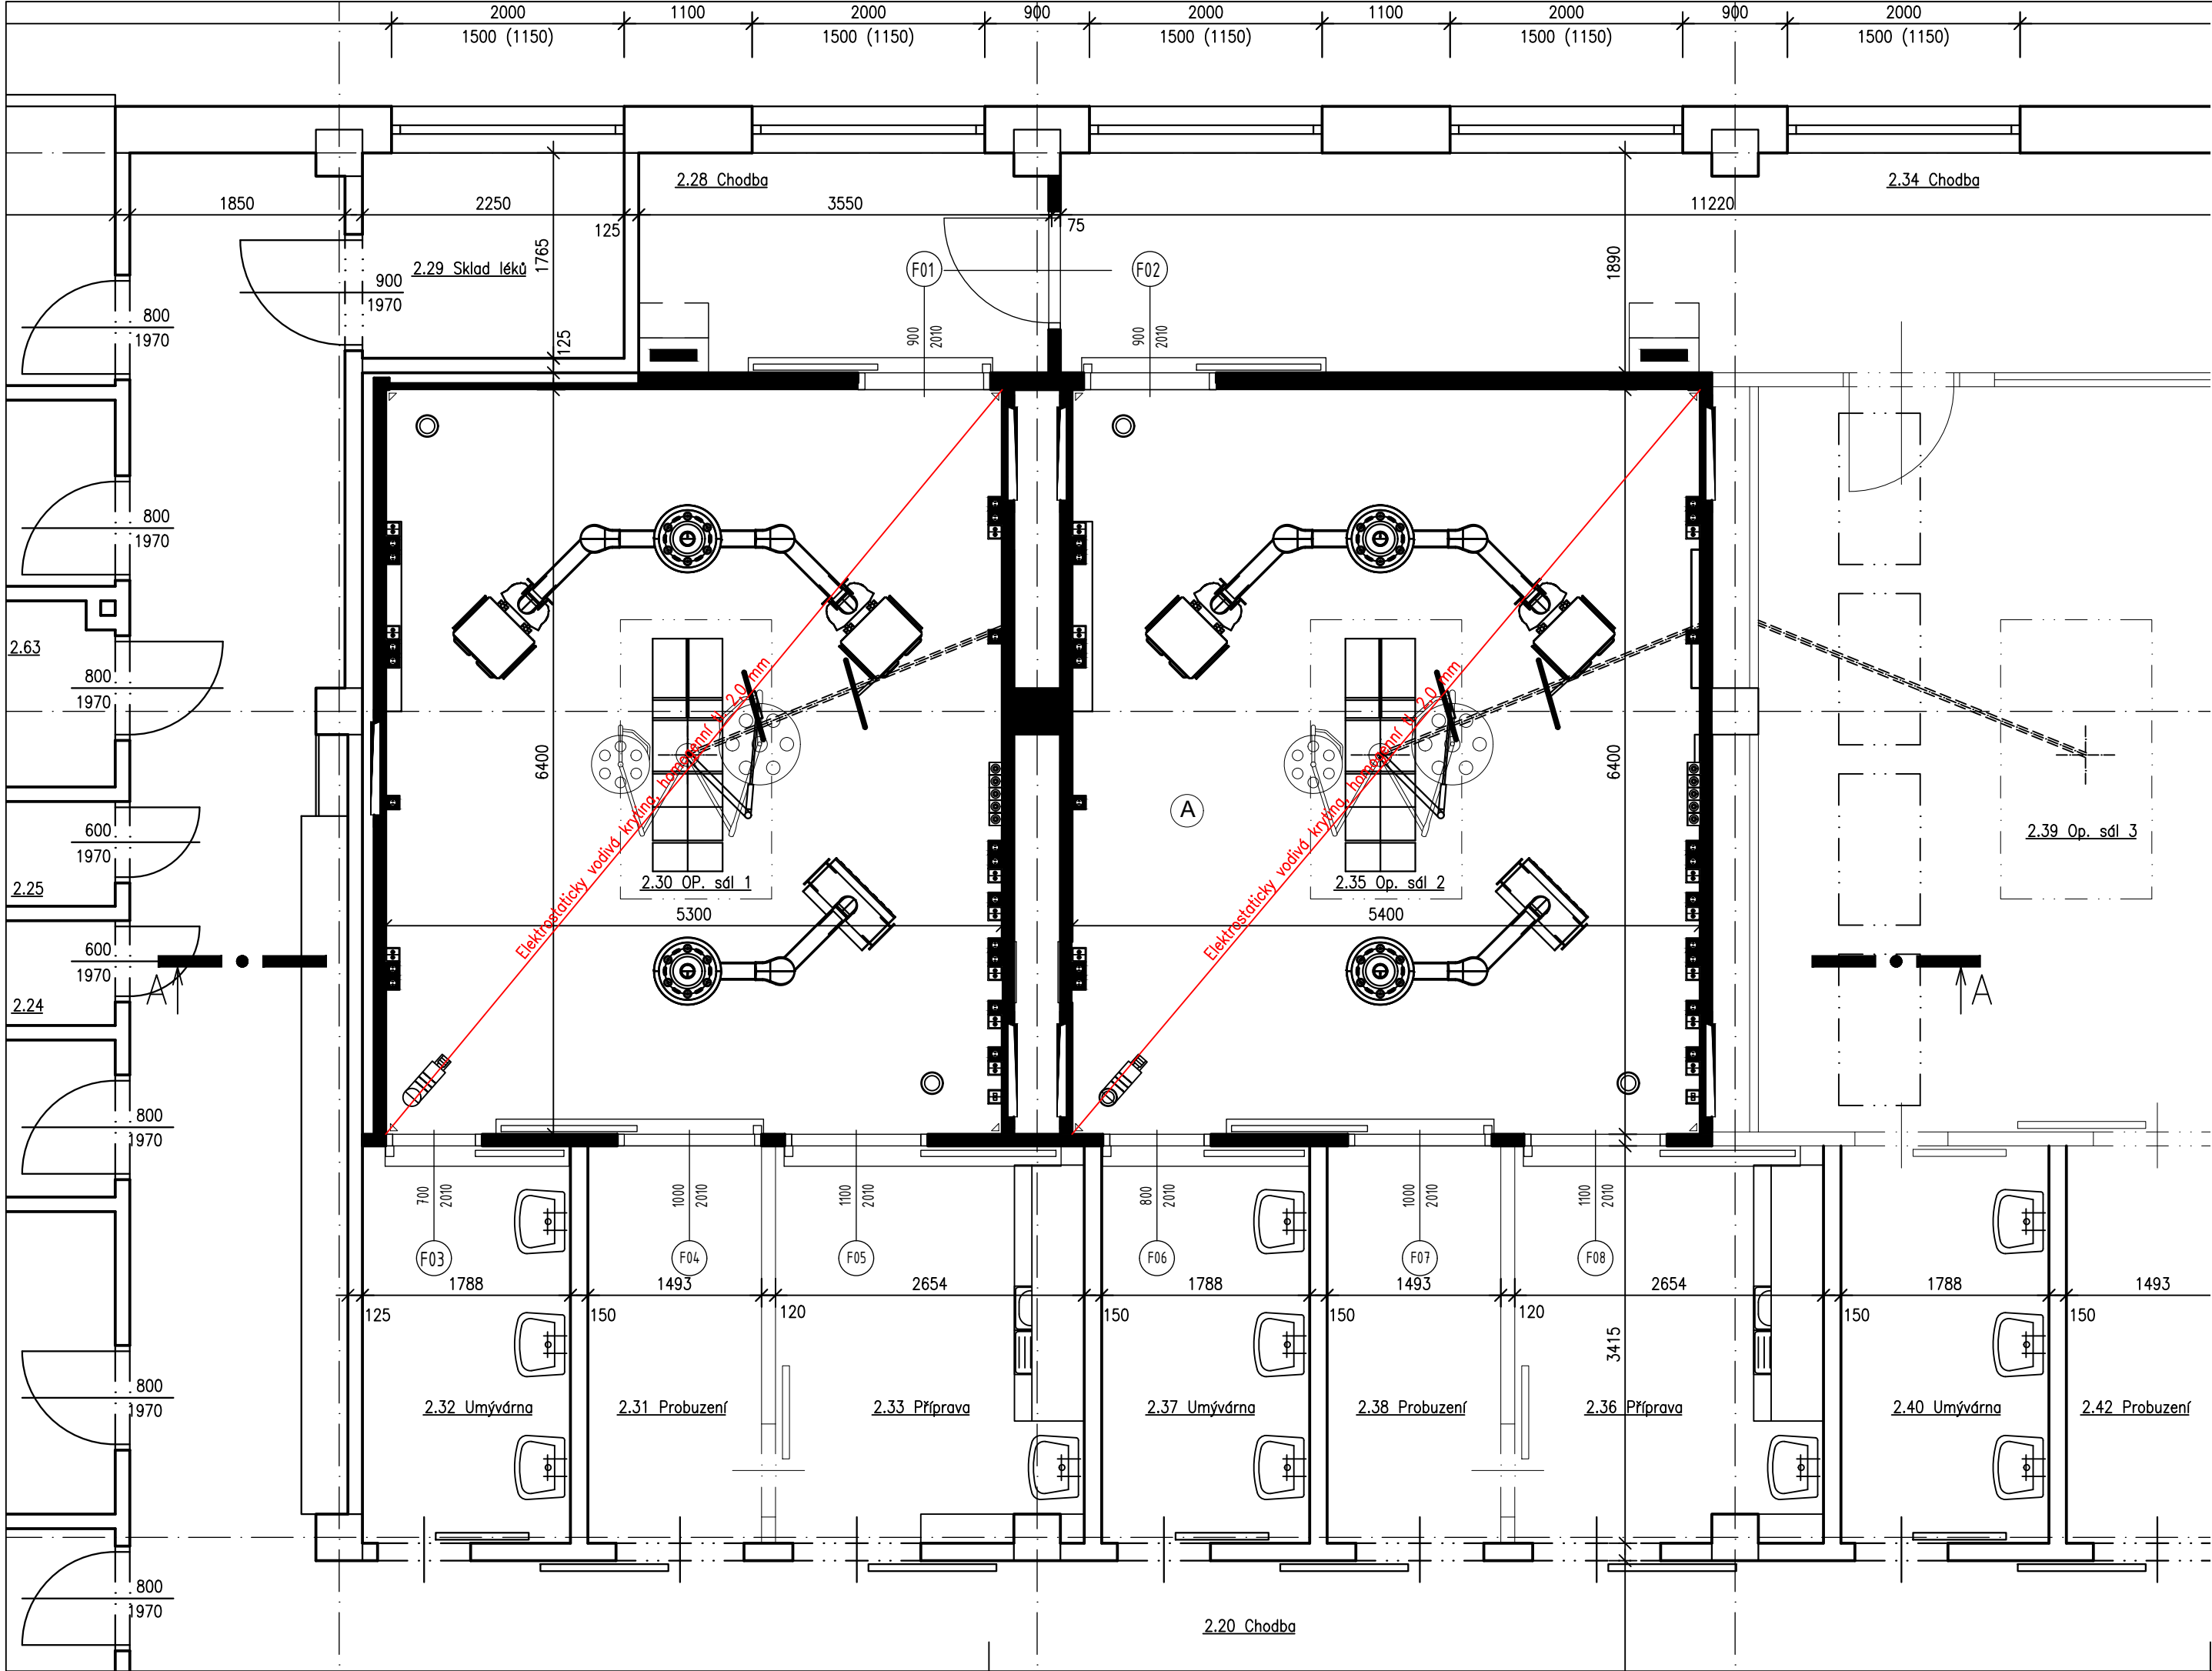 2000 1100 2000 900 2000 1100 2000 900 2000
1500 (1150) 1500 (1150) 1500 (1150) 1500 (1150) 1500 (1150)
2.28 Chodba
2.34 Chodba
1850 2250 3550 11220
125
75
1765
1890
2.29 Sklad léků
900
1970
800
1970
F01
F02
900
2010
900
2010
125
800
1970
2.63
800
1970
600
1970
2.25
600
1970
2.24
A
A
6400
6400
Elektrostaticky vodivá krytina, homogenní tl. 2.0 mm
Elektrostaticky vodivá krytina, homogenní tl. 2.0 mm
A
2.39 Op. sál 3
2.30 OP. sál 1
2.35 Op. sál 2
5300
5400
800
1970
700
2010
1000
2010
1100
2010
800
2010
1000
2010
1100
2010
F03
F04
F05
F06
F07
F08
1788 1493 2654 1788 1493 2654 1788 1493
125 150 120 150 150 120 150 150
3415
800
1970
2.32 Umývárna
2.31 Probuzení
2.33 Příprava
2.37 Umývárna
2.38 Probuzení
2.36 Příprava
2.40 Umývárna
2.42 Probuzení
800
1970
2.20 Chodba